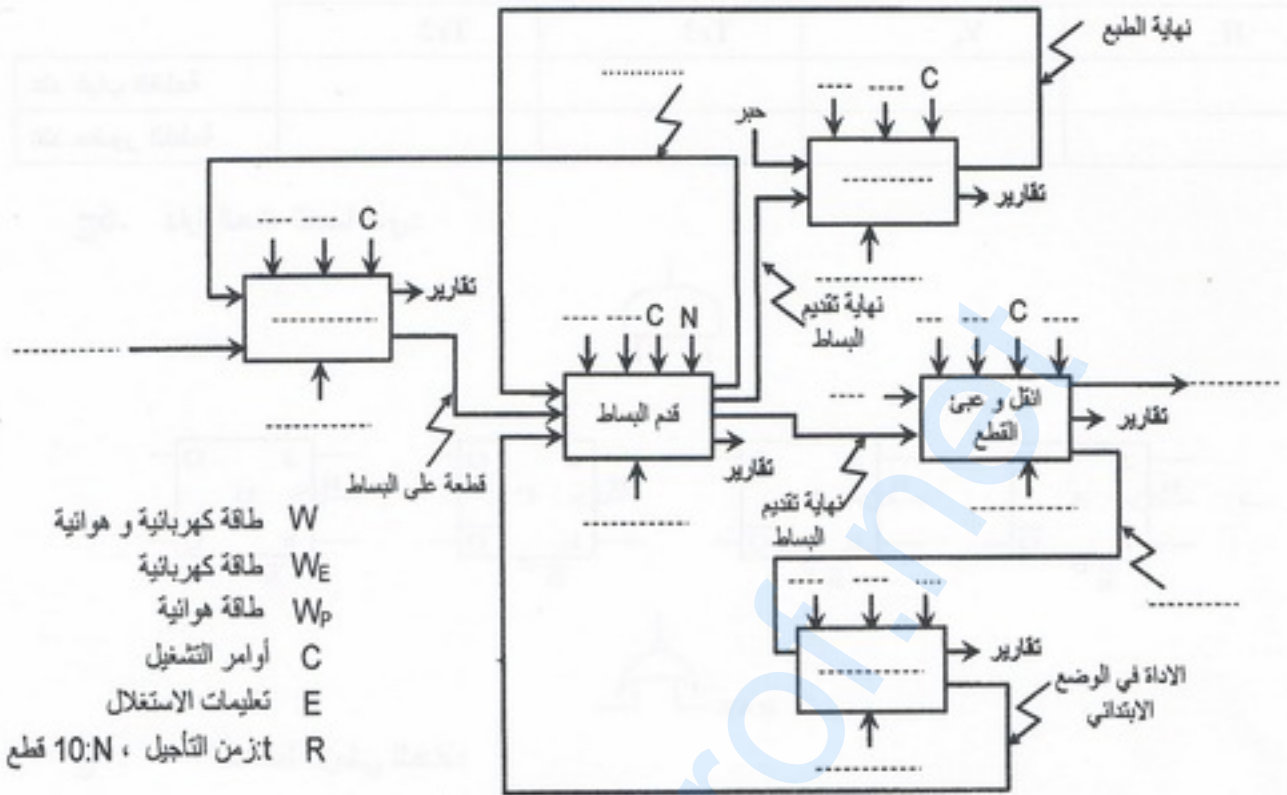 نهاية الطبع
C
حبر
تقارير
C
تقارير
نهاية تقديم
البساط
C N
قدم البساط
تقارير
C
انقل و عبئ
القطع
تقارير
قطعة على البساط
نهاية تقديم
البساط
تقارير
الاداة في الوضع
الابتدائي
W طاقة كهربائية و هوائية
WE طاقة كهربائية
WP طاقة هوائية
C أوامر التشغيل
E تعليمات الاستغلال
R t:زمن التأجيل ، 10:N قطع